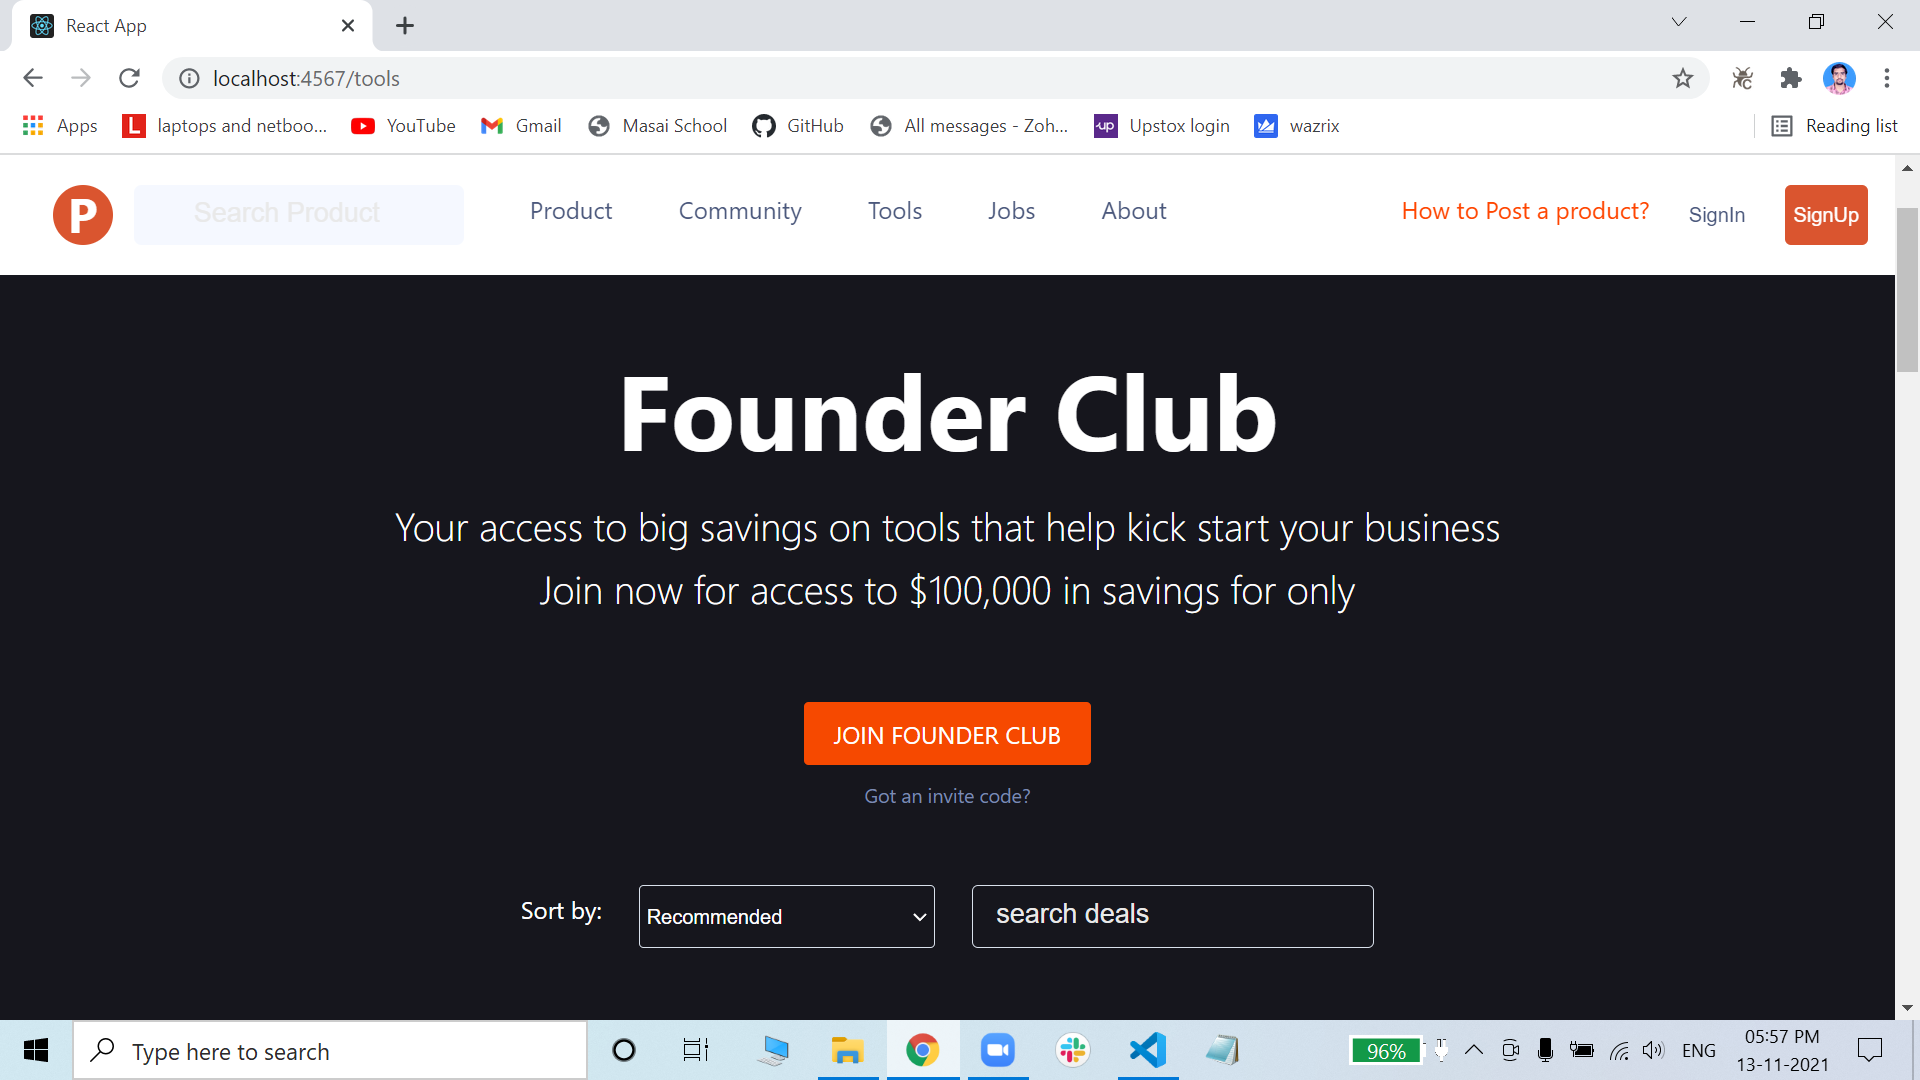 React App
localhost:4567/tools
Apps
laptops and netboo...
YouTube
Gmail
Masai School
GitHub
All messages - Zoh...
up
Upstox login
wazrix
Reading list
P
Search Product
Product
Community
Tools
Jobs
About
How to Post a product?
SignIn
SignUp
Founder Club
Your access to big savings on tools that help kick start your business
Join now for access to $100,000 in savings for only
JOIN FOUNDER CLUB
Got an invite code?
Sort by:
Recommended
search deals
Type here to search
96%
ENG
05:57 PM
13-11-2021